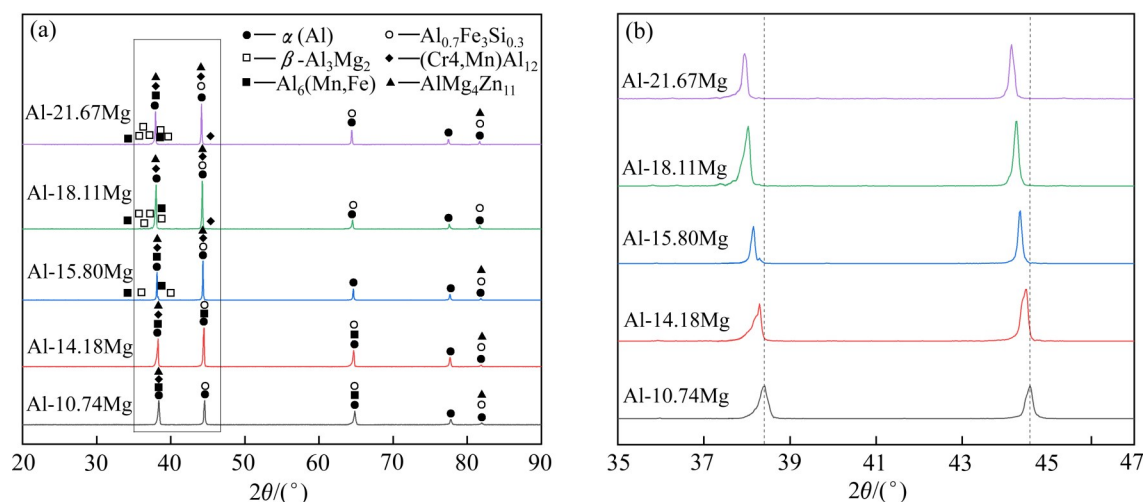 (a)
α (Al)
Al0.7Fe3Si0.3
β -Al3Mg2
(Cr4,Mn)Al12
Al6(Mn,Fe)
AlMg4Zn11
Al-21.67Mg
Al-18.11Mg
Al-15.80Mg
Al-14.18Mg
Al-10.74Mg
20 30 40 50 60 70 80 90
2θ/(°)
(b)
Al-21.67Mg
Al-18.11Mg
Al-15.80Mg
Al-14.18Mg
Al-10.74Mg
35 37 39 41 43 45 47
2θ/(°)